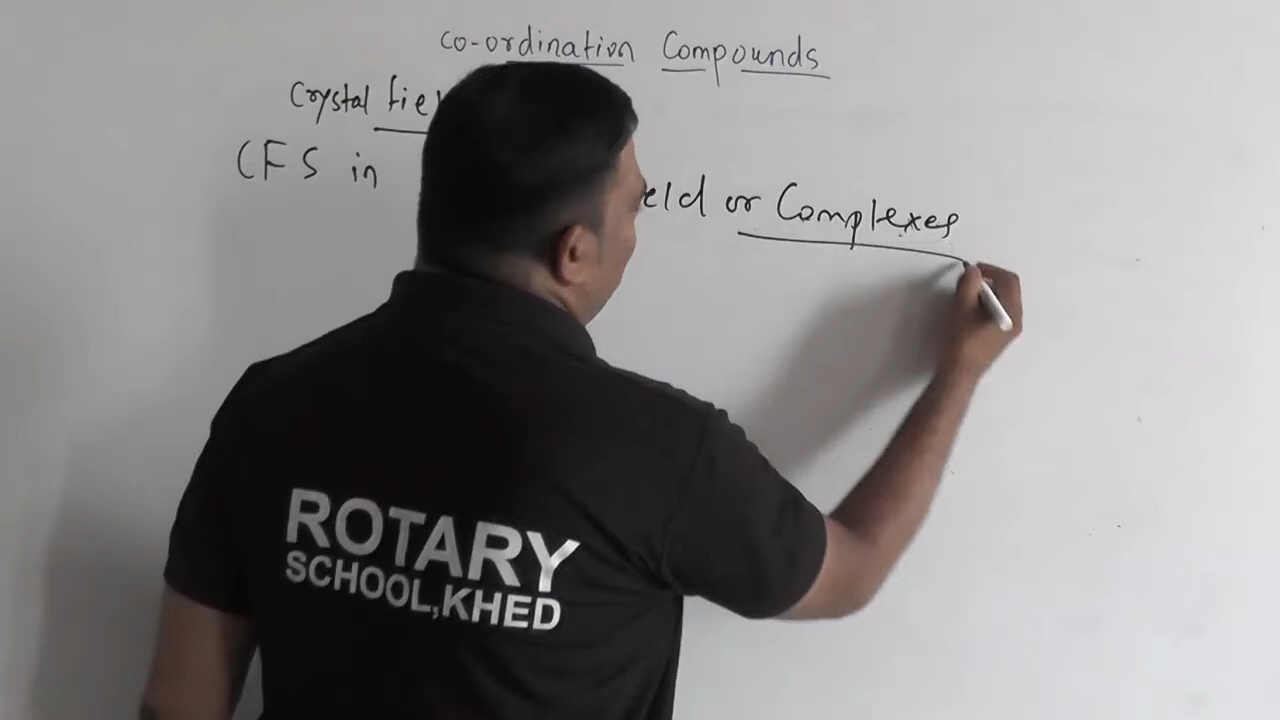 co-ordination Compounds
Crystal fie
CFS in
eld or Complexes
ROTARY
SCHOOL,KHED